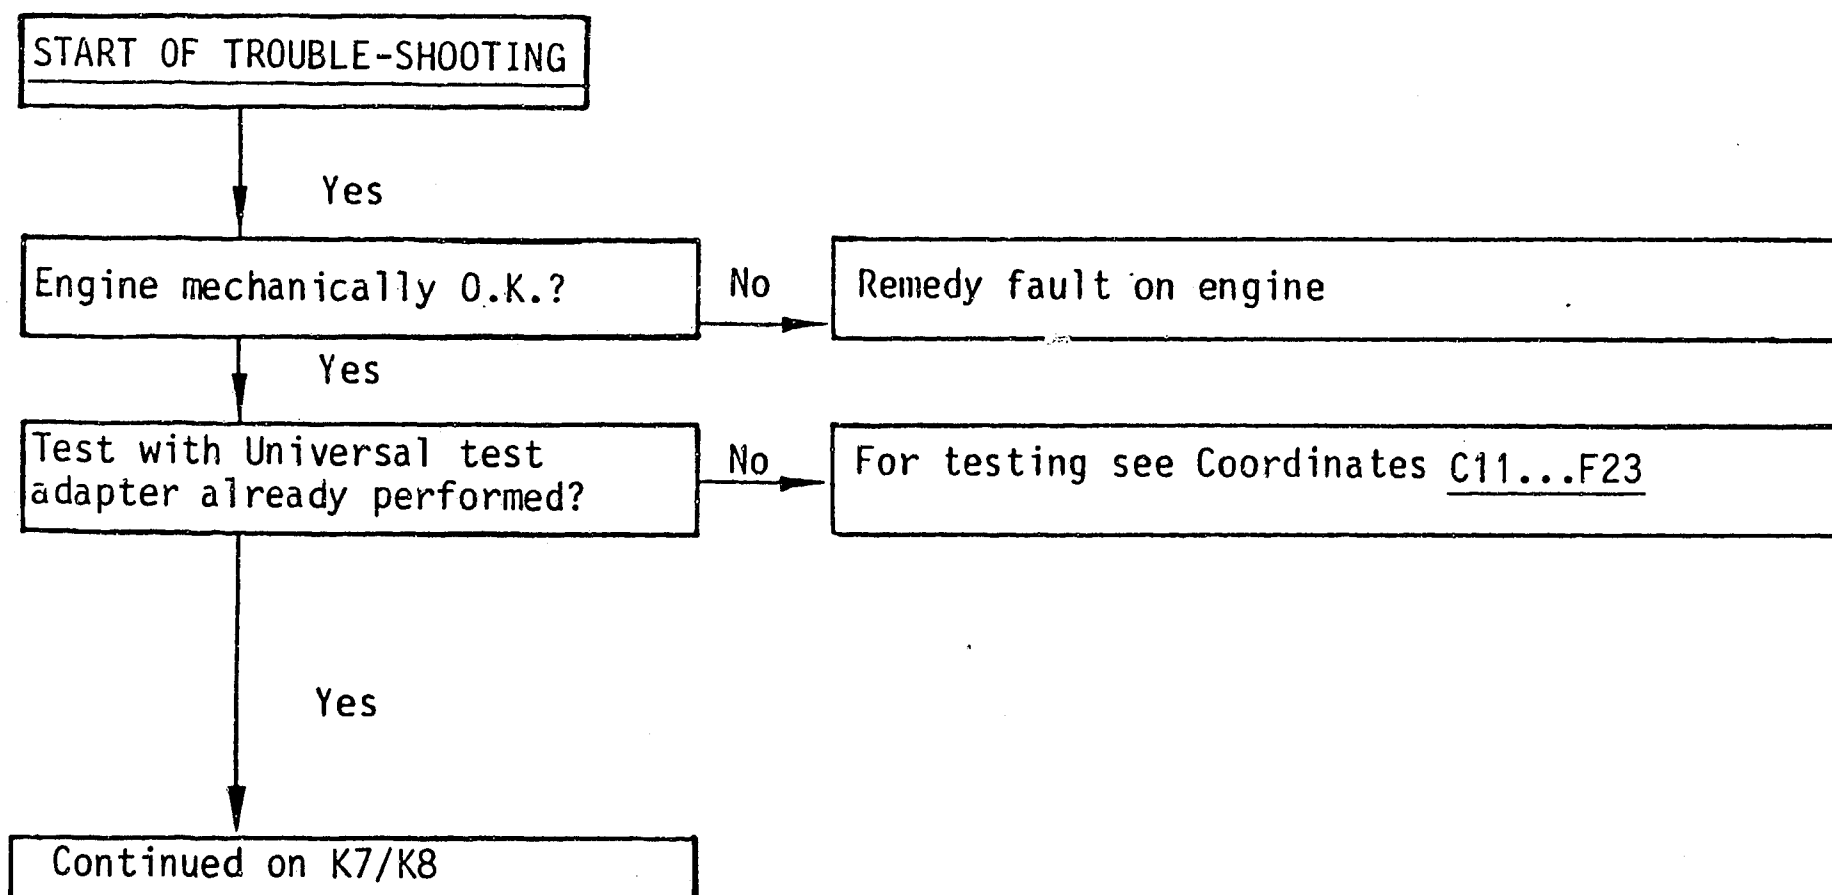 START OF TROUBLE-SHOOTING
Yes
Engine mechanically O.K.?
No
Remedy fault on engine
Yes
Test with Universal test
adapter already performed?
No
For testing see Coordinates C11...F23
Yes
Continued on K7/K8